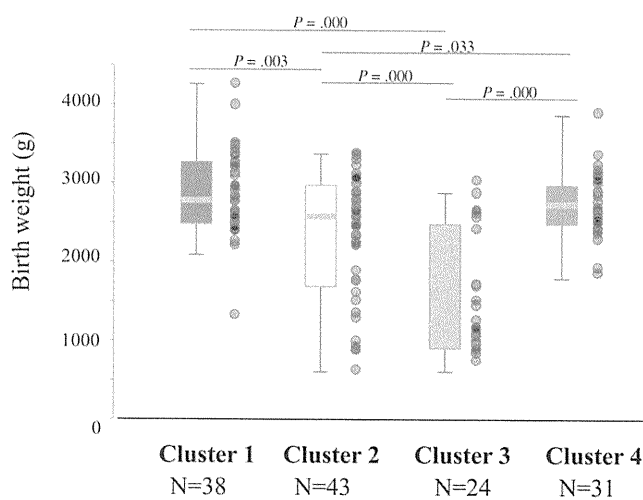 P = .000
P = .033
P = .003
P = .000
P = .000
4000
3000
2000
1000
0
Birth weight (g)
Cluster 1 Cluster 2 Cluster 3 Cluster 4
N=38 N=43 N=24 N=31